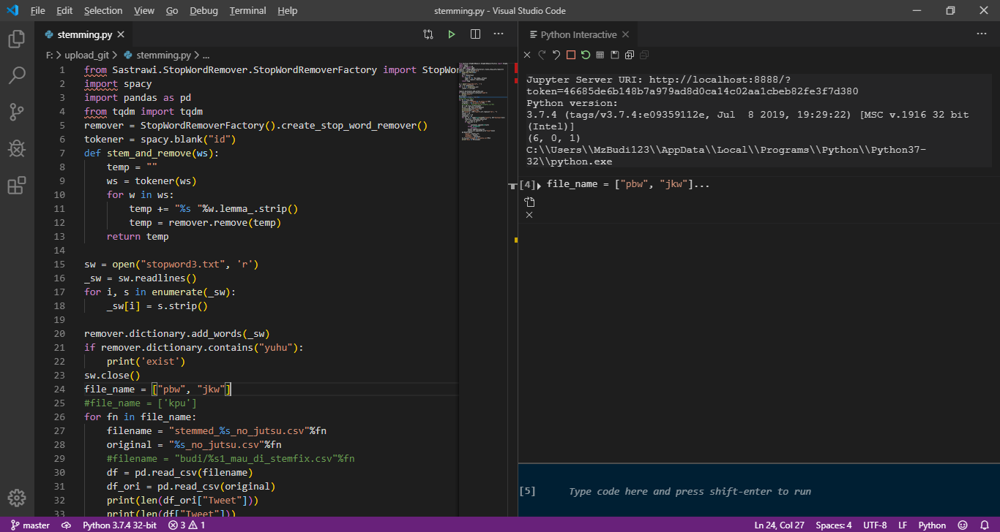 File Edit Selection View Go Debug Terminal Help stemming.py - Visual Studio Code
stemming.py
F: > upload_git > stemming.py > ...
1 from Sastrawi.StopWordRemover.StopWordRemoverFactory import StopWor
2 import spacy
3 import pandas as pd
4 from tqdm import tqdm
5 remover = StopWordRemoverFactory().create_stop_word_remover()
6 tokener = spacy.blank("id")
7 def stem_and_remove(ws):
8 temp = ""
9 ws = tokener(ws)
10 for w in ws:
11 temp += "%s "%w.lemma_.strip()
12 temp = remover.remove(temp)
13 return temp
14
15 sw = open("stopword3.txt", 'r')
16 _sw = sw.readlines()
17 for i, s in enumerate(_sw):
18 _sw[i] = s.strip()
19
20 remover.dictionary.add_words(_sw)
21 if remover.dictionary.contains("yuhu"):
22 print('exist')
23 sw.close()
24 file_name = ["pbw", "jkw"]
25 #file_name = ['kpu']
26 for fn in file_name:
27 filename = "stemmed_%s_no_jutsu.csv"%fn
28 original = "%s_no_jutsu.csv"%fn
29 #filename = "budi/%s1_mau_di_stemfix.csv"%fn
30 df = pd.read_csv(filename)
31 df_ori = pd.read_csv(original)
32 print(len(df_ori["Tweet"]))
33 print(len(df["Tweet"]))
Python Interactive
Jupyter Server URI: http://localhost:8888/?
token=46685de6b148b7a979ad8d0ca14c02aa1cbeb82fe3f7d380
Python version:
3.7.4 (tags/v3.7.4:e09359112e, Jul 8 2019, 19:29:22) [MSC v.1916 32 bit
(Intel)]
(6, 0, 1)
C:\\Users\\MzBudi123\\AppData\\Local\\Programs\\Python\\Python37-
32\\python.exe
[4] file_name = ["pbw", "jkw"]...
[5] Type code here and press shift-enter to run
master Python 3.7.4 32-bit 3 1 Ln 24, Col 27 Spaces: 4 UTF-8 LF Python